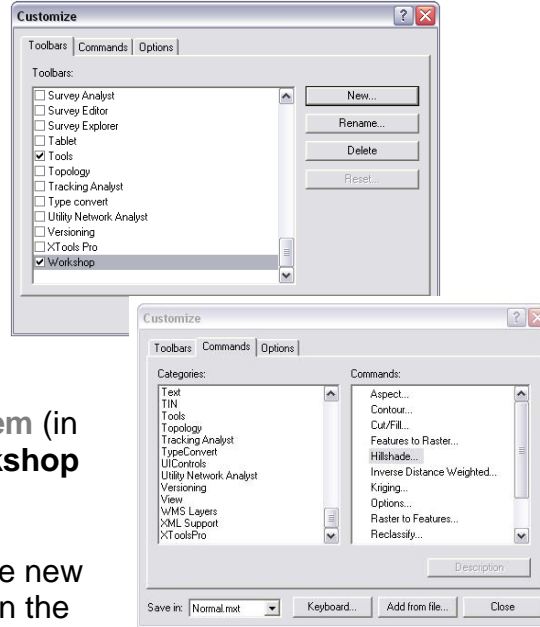 Customize
Toolbars Commands Options
Toolbars:
Survey Analyst
Survey Editor
Survey Explorer
Tablet
Tools
Topology
Tracking Analyst
Type convert
Utility Network Analyst
Versioning
XTools Pro
Workshop
New...
Rename...
Delete
Reset...
Customize
Toolbars Commands Options
Categories:
Text
TIN
Tools
Topology
Tracking Analyst
TypeConvert
UIControls
Utility Network Analyst
Versioning
View
WMS Layers
XML Support
XToolsPro
Commands:
Aspect...
Contour...
Cut/Fill...
Features to Raster...
Hillshade...
Inverse Distance Weighted...
Kriging...
Options...
Raster to Features...
Reclassify...
Description
Save in: Normal.mxt Keyboard... Add from file... Close
em (in
kshop
e new
n the